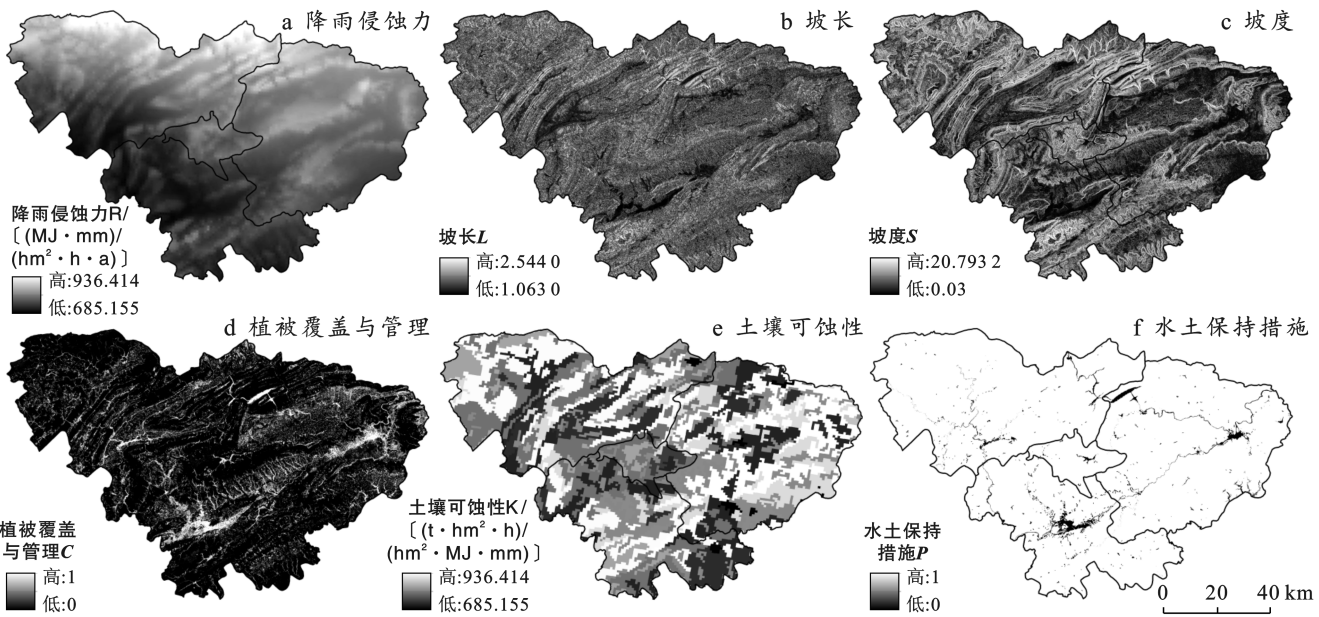 a 降雨侵蚀力
降雨侵蚀力R/
〔(MJ·mm)/
(hm²·h·a)〕
高:936.414
低:685.155
b 坡长
坡长L
高:2.544 0
低:1.063 0
c 坡度
坡度S
高:20.793 2
低:0.03
d 植被覆盖与管理
植被覆盖
与管理C
高:1
低:0
e 土壤可蚀性
土壤可蚀性K/
〔(t·hm²·h)/
(hm²·MJ·mm)〕
高:936.414
低:685.155
f 水土保持措施
水土保持
措施P
高:1
低:0
0 20 40 km